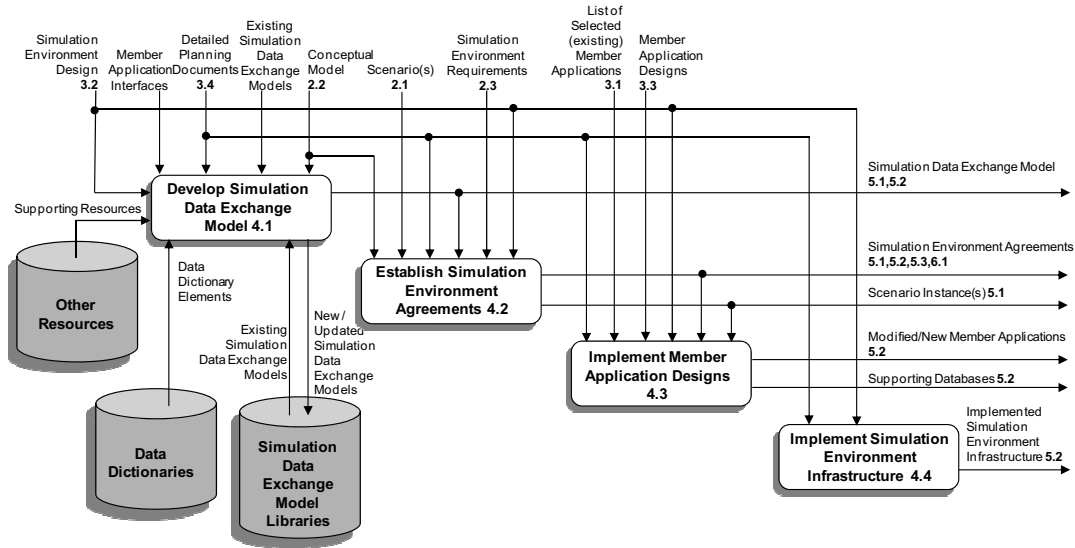 Simulation
Environment
Design
3.2
Member
Application
Interfaces
Detailed
Planning
Documents
3.4
Existing
Simulation
Data
Exchange
Models
Conceptual
Model
2.2
Scenario(s)
2.1
Simulation
Environment
Requirements
2.3
List of
Selected
(existing)
Member
Applications
3.1
Member
Application
Designs
3.3
Develop Simulation
Data Exchange
Model 4.1
Simulation Data Exchange Model
5.1,5.2
Supporting Resources
Other
Resources
Data
Dictionary
Elements
Establish Simulation
Environment
Agreements 4.2
Simulation Environment Agreements
5.1,5.2,5.3,6.1
Scenario Instance(s) 5.1
Existing
Simulation
Data Exchange
Models
New /
Updated
Simulation
Data
Exchange
Models
Implement Member
Application Designs
4.3
Modified/New Member Applications
5.2
Supporting Databases 5.2
Data
Dictionaries
Simulation
Data
Exchange
Model
Libraries
Implement Simulation
Environment
Infrastructure 4.4
Implemented
Simulation
Environment
Infrastructure 5.2